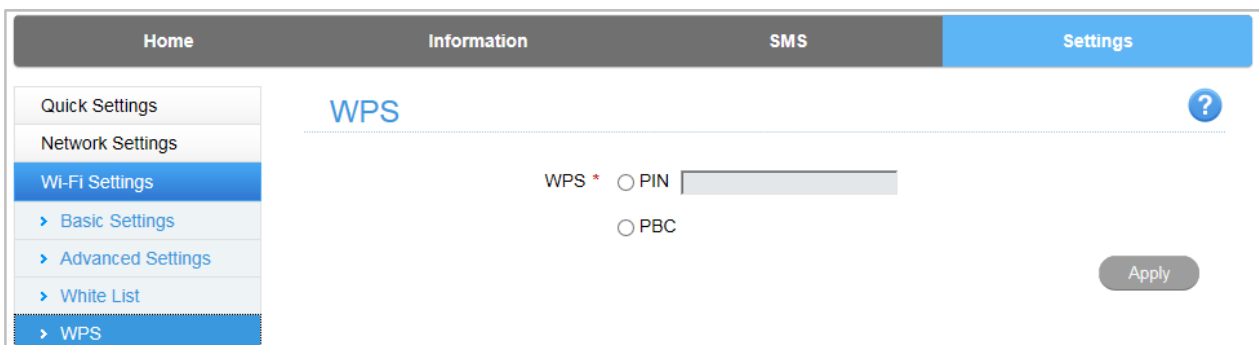 Home Information SMS Settings
Quick Settings
Network Settings
Wi-Fi Settings
> Basic Settings
> Advanced Settings
> White List
> WPS
WPS
?
WPS * PIN
PBC
Apply